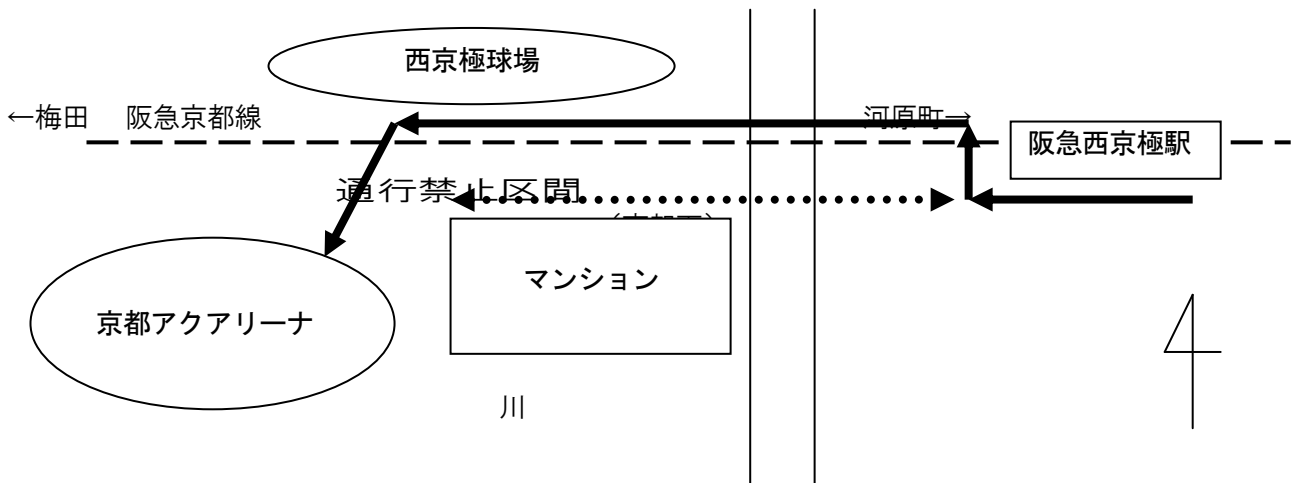 西京極球場
←梅田　阪急京都線
河原町→
阪急西京極駅
通行禁止区間
マンション
京都アクアリーナ
川